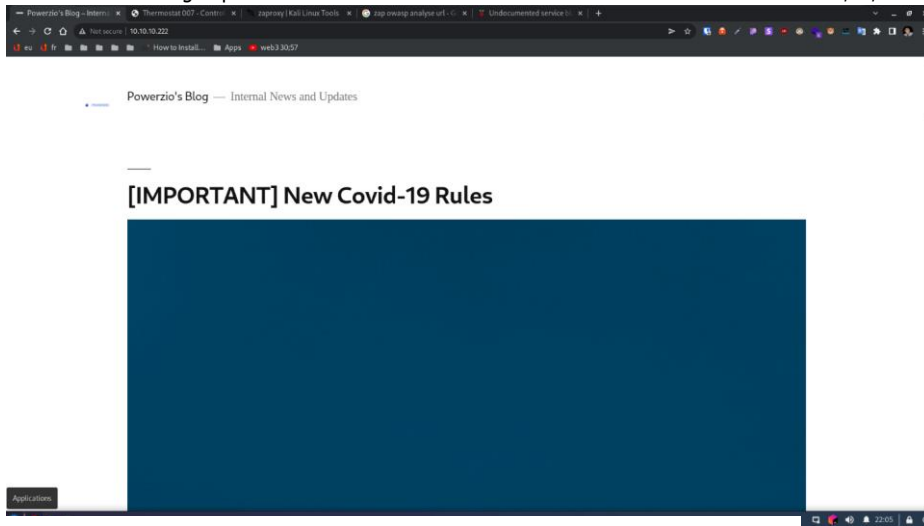 Powerzio's Blog – Intern
Thermostat 007 - Contro
zaproxy | Kali Linux Tools
zap owasp analyse url - G
Undocumented service
Not secure | 10.10.10.222
eu
fr
How to Install...
Apps
web3 30;57
Powerzio's Blog — Internal News and Updates
[IMPORTANT] New Covid-19 Rules
Applications
22:05